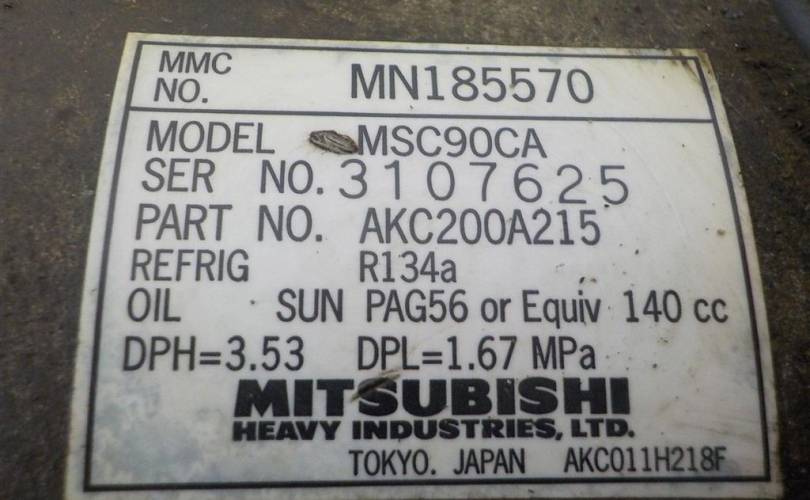 MMC NO. MN185570
MODEL MSC90CA
SER NO. 3107625
PART NO. AKC200A215
REFRIG R134a
OIL SUN PAG56 or Equiv 140 cc
DPH=3.53 DPL=1.67 MPa
MITSUBISHI
HEAVY INDUSTRIES, LTD.
TOKYO. JAPAN AKC011H218F